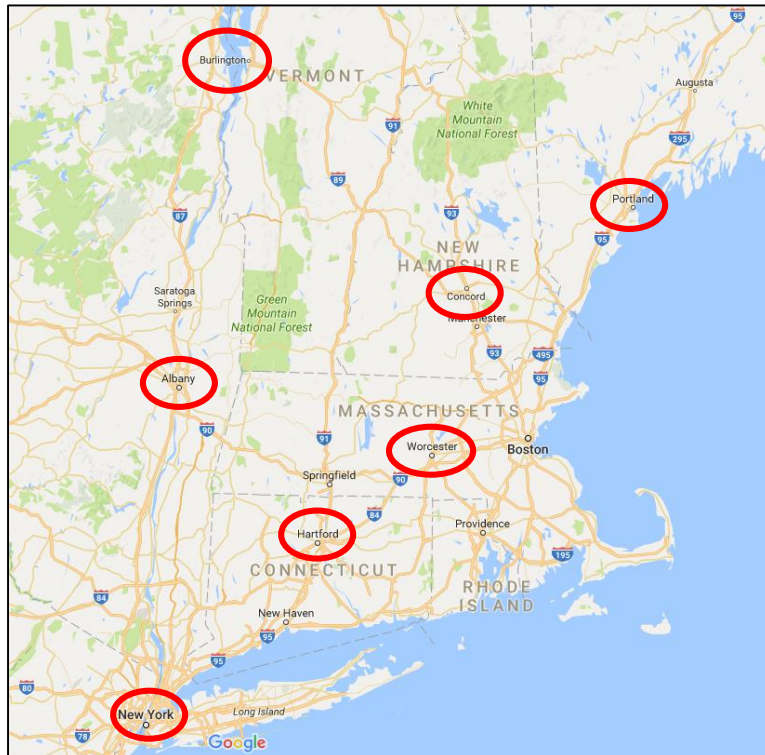 95
Burlington
VERMONT
Augusta
White
Mountain
National Forest
91
295
89
Portland
87
93
95
NEW
HAMPSHIRE
Saratoga
Springs
Concord
Green
Mountain
National Forest
Manchester
93
495
Albany
95
MASSACHUSETTS
90
91
Worcester
Boston
Springfield
90
84
Providence
Hartford
195
CONNECTICUT
RHODE
ISLAND
84
New Haven
95
95
80
New York
Long Island
78
Google